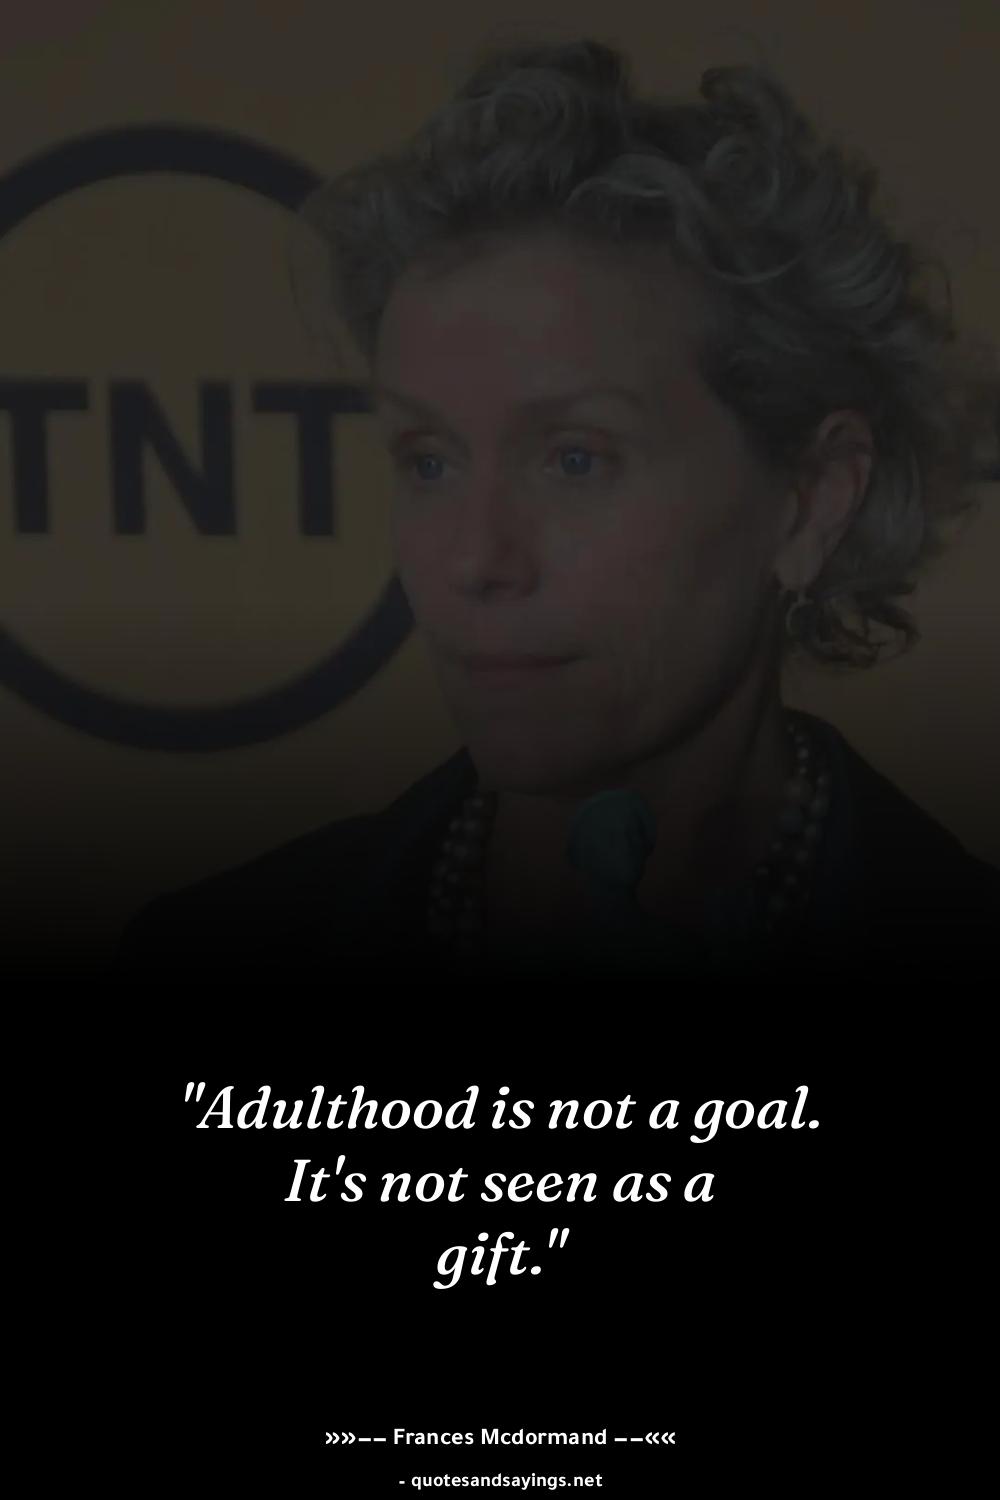 TNT
"Adulthood is not a goal.
It's not seen as a
gift."
»»–– Frances Mcdormand ––««
- quotesandsayings.net